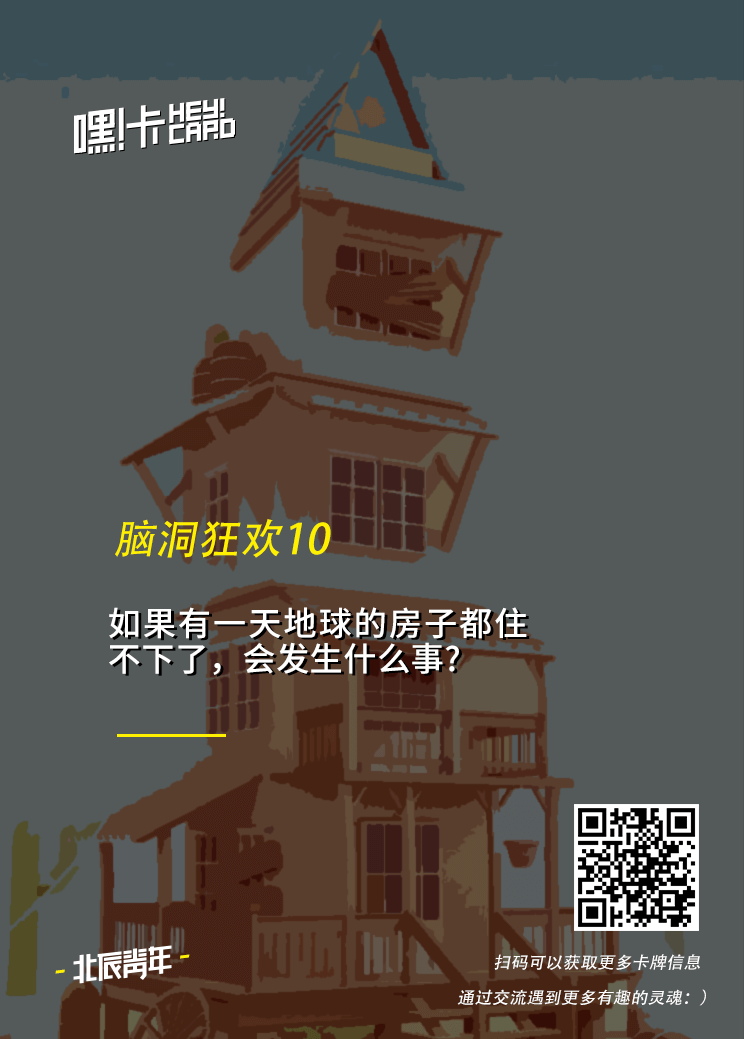 嘿!卡 HEY!
CARD
脑洞狂欢10
如果有一天地球的房子都住
不下了，会发生什么事?
- 北辰青年 -
扫码可以获取更多卡牌信息
通过交流遇到更多有趣的灵魂：）